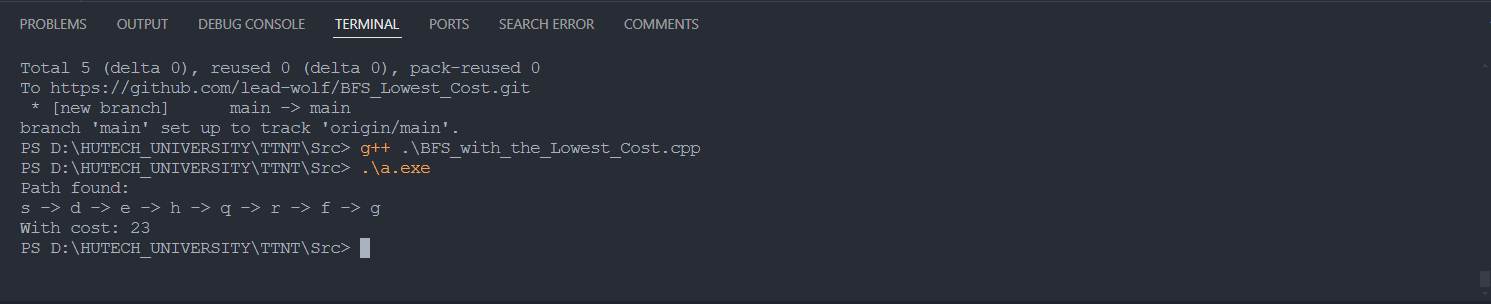 PROBLEMS OUTPUT DEBUG CONSOLE TERMINAL PORTS SEARCH ERROR COMMENTS
Total 5 (delta 0), reused 0 (delta 0), pack-reused 0
To https://github.com/lead-wolf/BFS_Lowest_Cost.git
 * [new branch]      main -> main
branch 'main' set up to track 'origin/main'.
PS D:\HUTECH_UNIVERSITY\TTNT\Src> g++ .\BFS_with_the_Lowest_Cost.cpp
PS D:\HUTECH_UNIVERSITY\TTNT\Src> .\a.exe
Path found:
s -> d -> e -> h -> q -> r -> f -> g
With cost: 23
PS D:\HUTECH_UNIVERSITY\TTNT\Src>